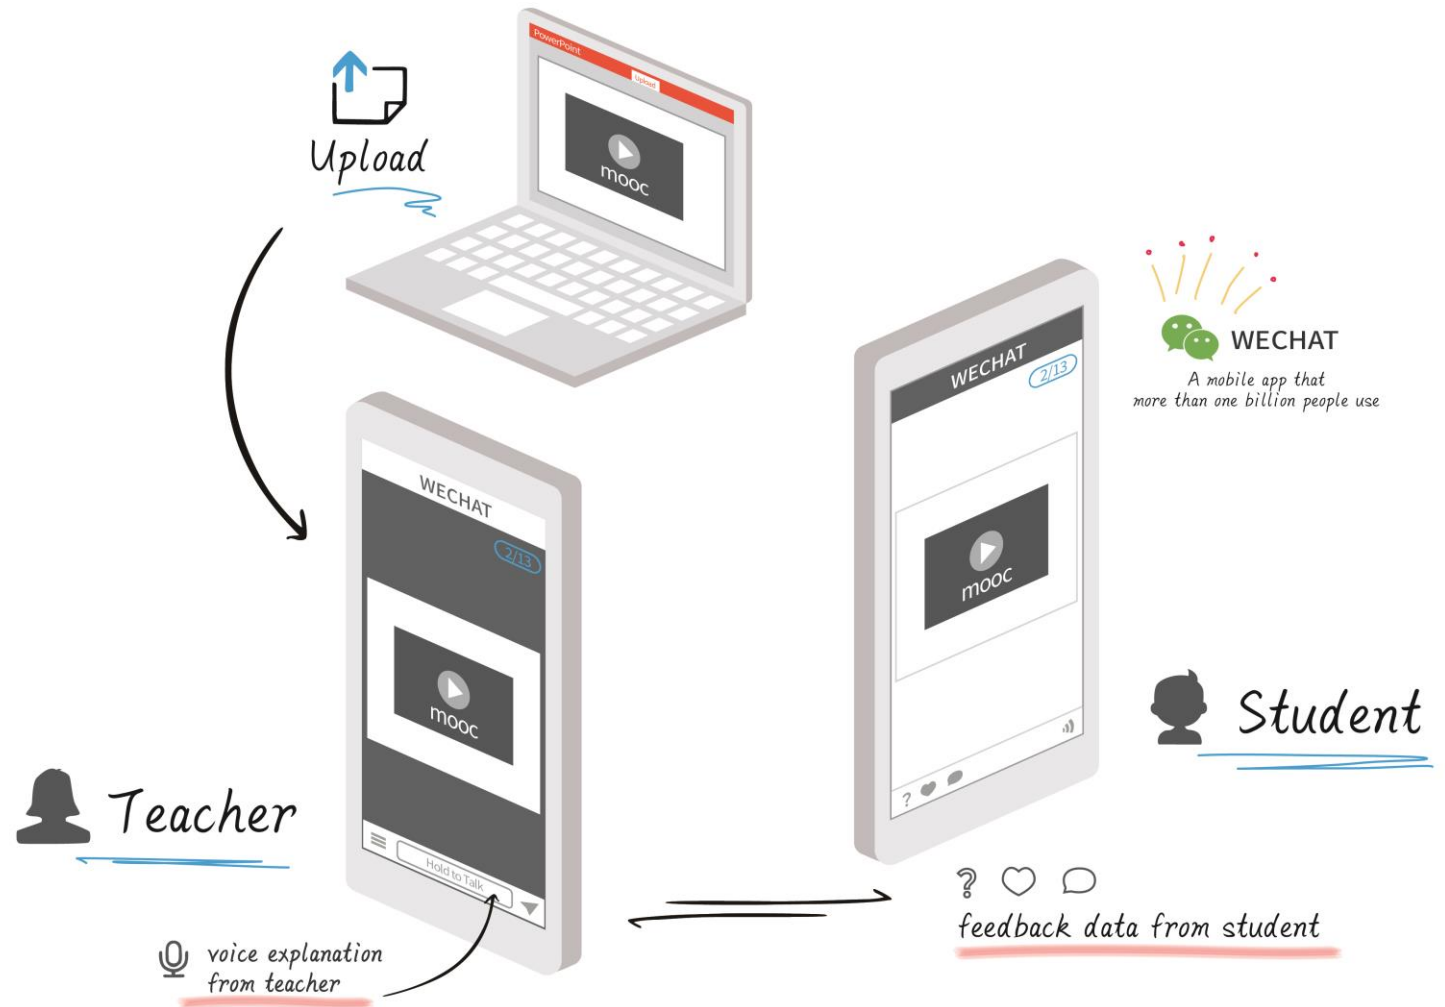 PowerPoint
Upload
mooc
Upload
WECHAT
A mobile app that
more than one billion people use
WECHAT
2/13
mooc
?
Student
WECHAT
2/13
mooc
Hold to Talk
Teacher
voice explanation
from teacher
?
feedback data from student